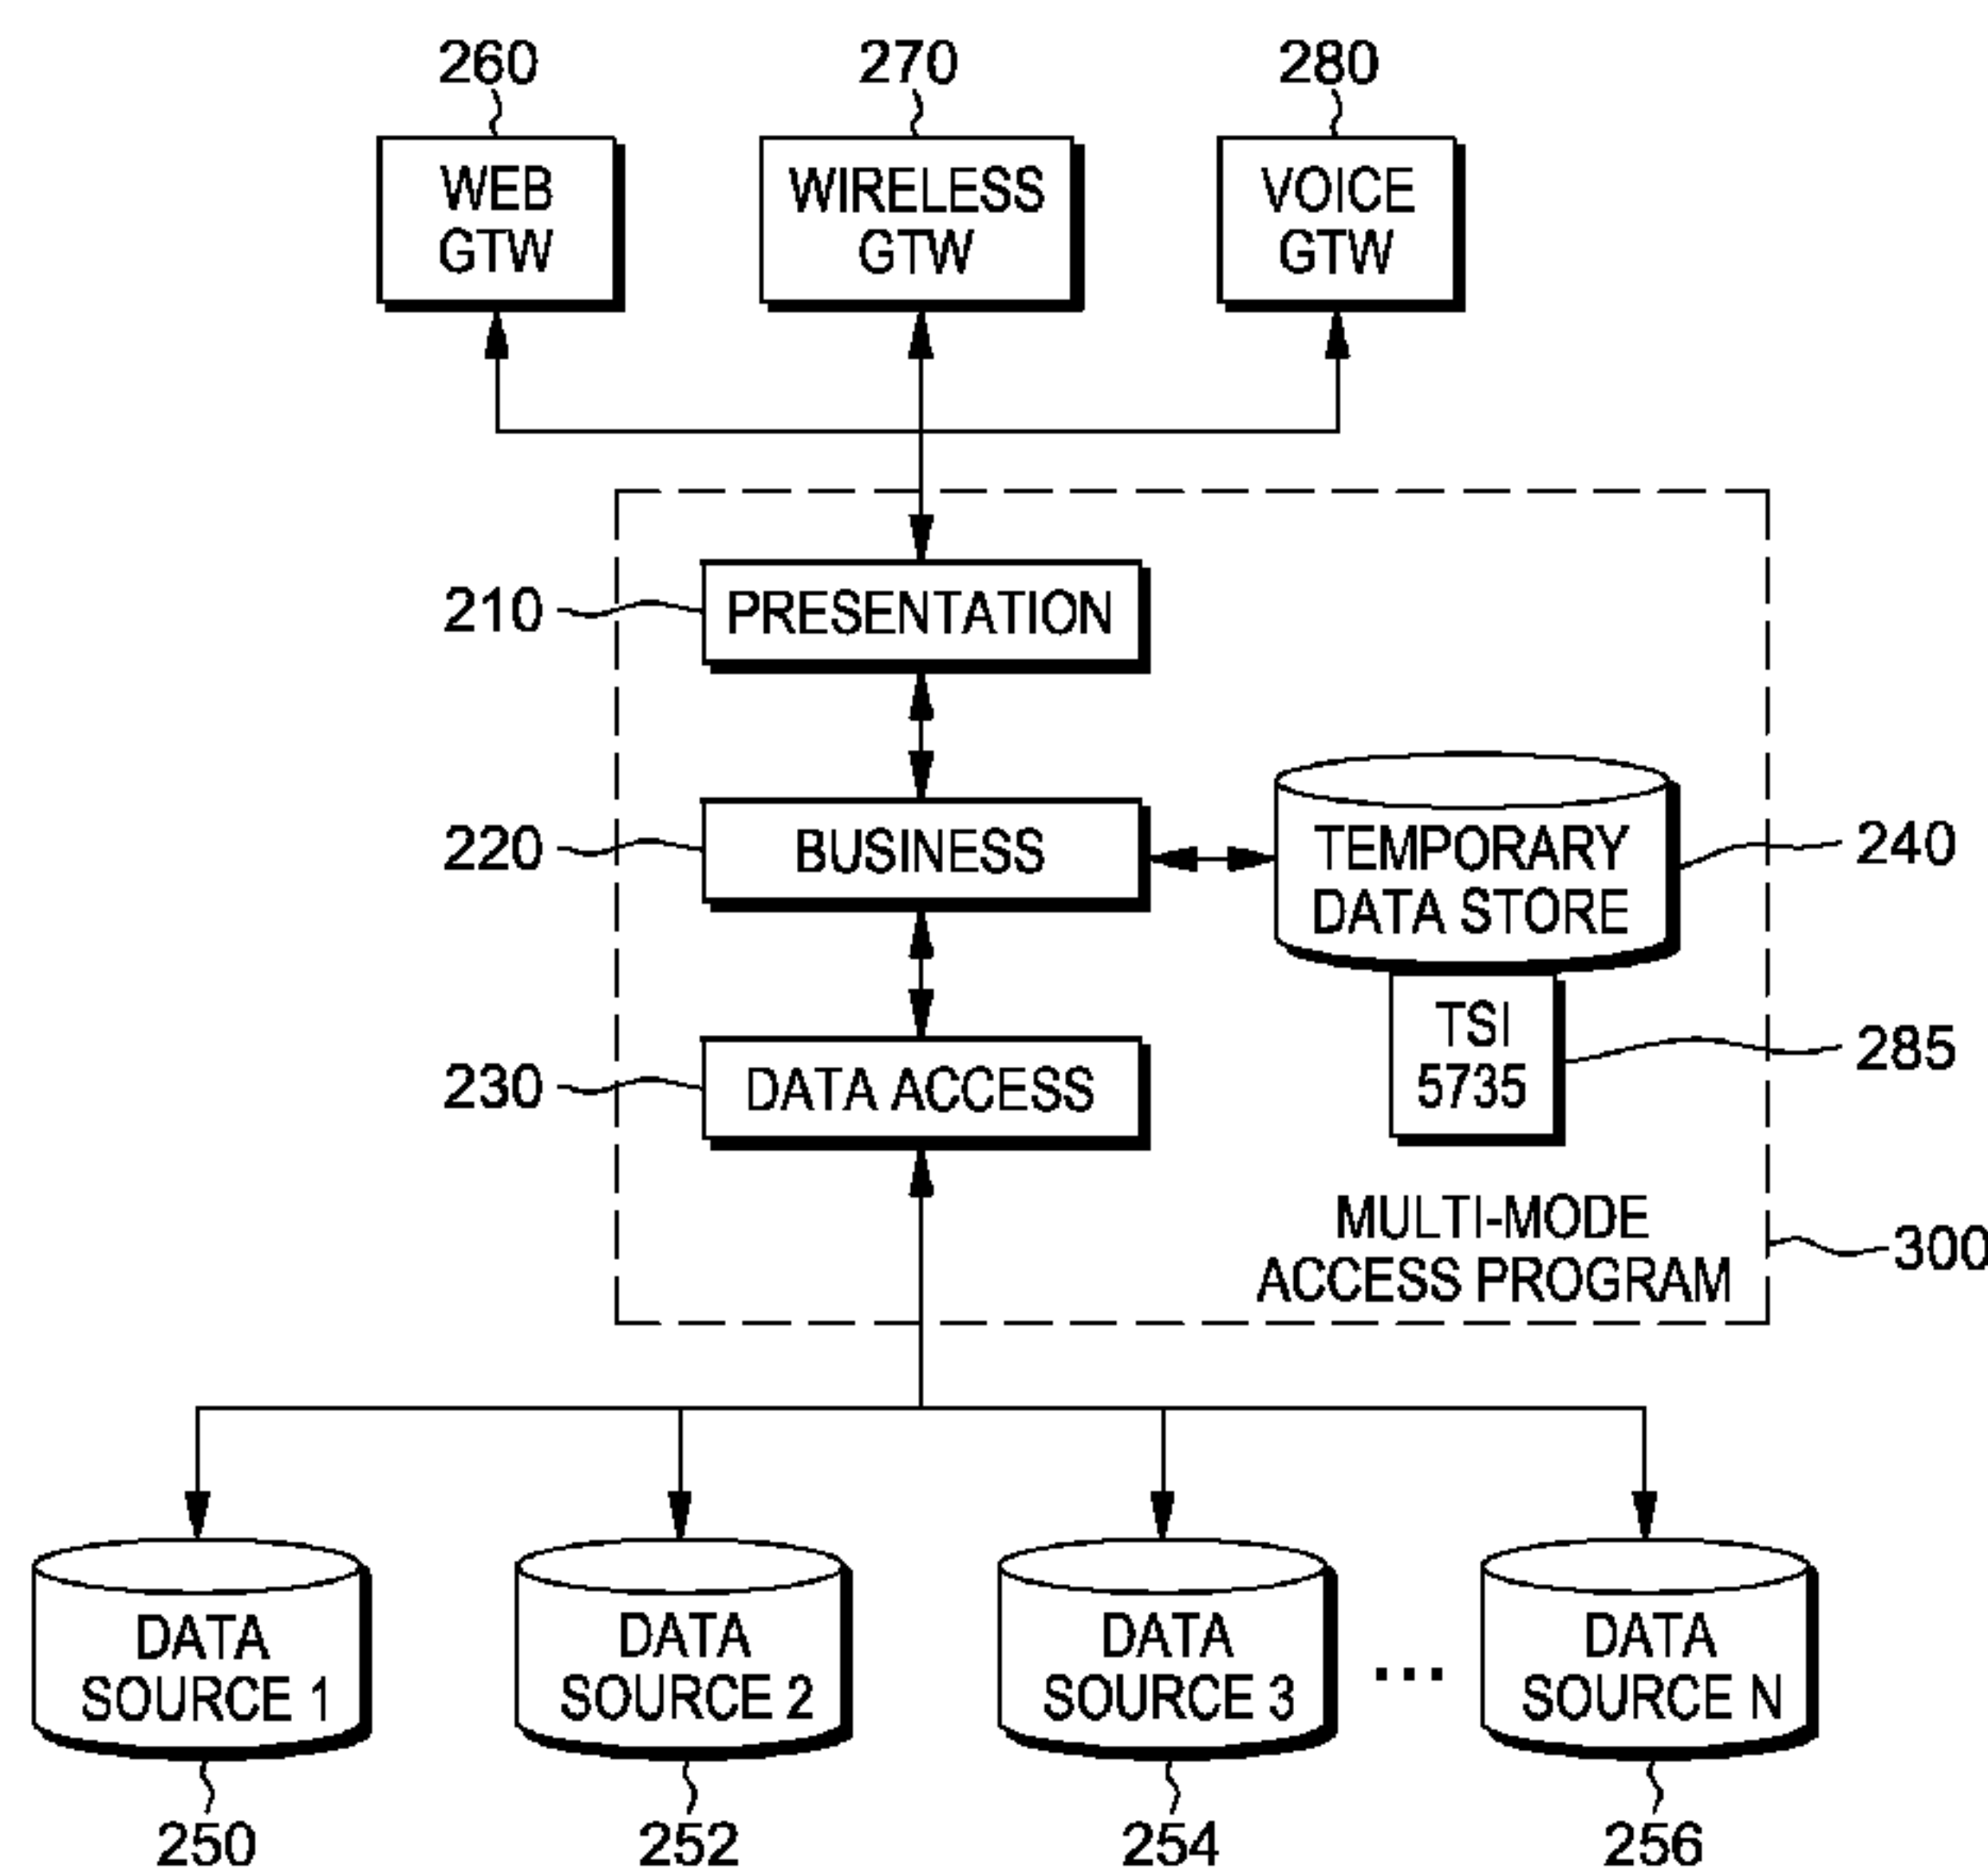 260 270 280
WEB WIRELESS VOICE
GTW GTW GTW
210 PRESENTATION
220 BUSINESS
TEMPORARY 240
DATA STORE
TSI 285
5735
230 DATA ACCESS
MULTI-MODE 300
ACCESS PROGRAM
DATA DATA DATA DATA
SOURCE 1 SOURCE 2 SOURCE 3 ... SOURCE N
250 252 254 256